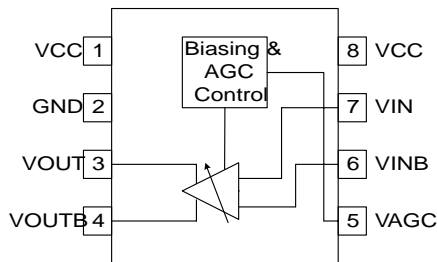 VCC 1
GND 2
VOUT 3
VOUTB 4
Biasing &
AGC
Control
8 VCC
7 VIN
6 VINB
5 VAGC